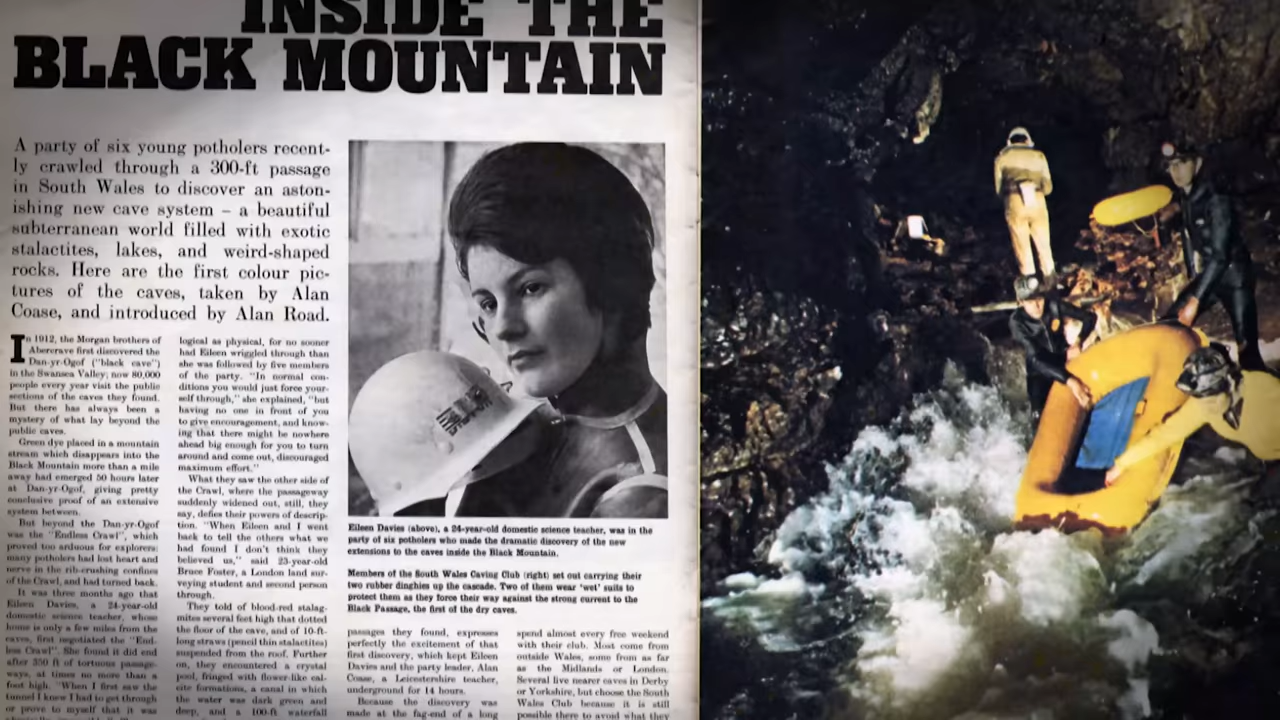 INSIDE THE
BLACK MOUNTAIN
A party of six young potholers recent-
ly crawled through a 300-ft passage
in South Wales to discover an aston-
ishing new cave system – a beautiful
subterranean world filled with exotic
stalactites, lakes, and weird-shaped
rocks. Here are the first colour pic-
tures of the caves, taken by Alan
Coase, and introduced by Alan Road.
In 1912, the Morgan brothers of
Abercrave first discovered the
Dan-yr-Ogof ("black cave")
in the Swansea Valley; now 80,000
people every year visit the public
sections of the caves they found.
But there has always been a
mystery of what lay beyond the
public caves.
Green dye placed in a mountain
stream which disappears into the
Black Mountain more than a mile
away had emerged 50 hours later
at Dan-yr-Ogof, giving pretty
conclusive proof of an extensive
system between.
But beyond the Dan-yr-Ogof
was the "Endless Crawl", which
proved too arduous for explorers:
many potholers had lost heart and
nerve in the rib-crushing confines
of the Crawl, and had turned back.
It was three months ago that
Eileen Davies, a 24-year-old
domestic science teacher, whose
home is only a few miles from the
caves, first negotiated the "End-
less Crawl". She found it did end
after 350 ft of tortuous passage-
ways, at times no more than a
foot high. "When I first saw the
tunnel I knew I had to get through
or prove to myself that it was
logical as physical, for no sooner
had Eileen wriggled through than
she was followed by five members
of the party. "In normal con-
ditions you would just force your-
self through," she explained, "but
having no one in front of you
to give encouragement, and know-
ing that there might be nowhere
ahead big enough for you to turn
around and come out, discouraged
maximum effort."
What they saw the other side of
the Crawl, where the passageway
suddenly widened out, still, they
say, defies their powers of descrip-
tion. "When Eileen and I went
back to tell the others what we
had found I don't think they
believed us," said 23-year-old
Bruce Foster, a London land sur-
veying student and second person
through.
They told of blood-red stalag-
mites several feet high that dotted
the floor of the cave, and of 10-ft-
long straws (pencil thin stalactites)
suspended from the roof. Further
on, they encountered a crystal
pool, fringed with flower-like cal-
cite formations, a canal in which
the water was dark green and
deep, and a 100-ft waterfall
Eileen Davies (above), a 24-year-old domestic science teacher, was in the
party of six potholers who made the dramatic discovery of the new
extensions to the caves inside the Black Mountain.
Members of the South Wales Caving Club (right) set out carrying their
two rubber dinghies up the cascade. Two of them wear 'wet' suits to
protect them as they force their way against the strong current to the
Black Passage, the first of the dry caves.
passages they found, expresses
perfectly the excitement of that
first discovery, which kept Eileen
Davies and the party leader, Alan
Coase, a Leicestershire teacher,
underground for 14 hours.
Because the discovery was
made at the fag-end of a long
spend almost every free weekend
with their club. Most come from
outside Wales, some from as far
as the Midlands or London.
Several live nearer caves in Derby
or Yorkshire, but choose the South
Wales Club because it is still
possible there to avoid what they